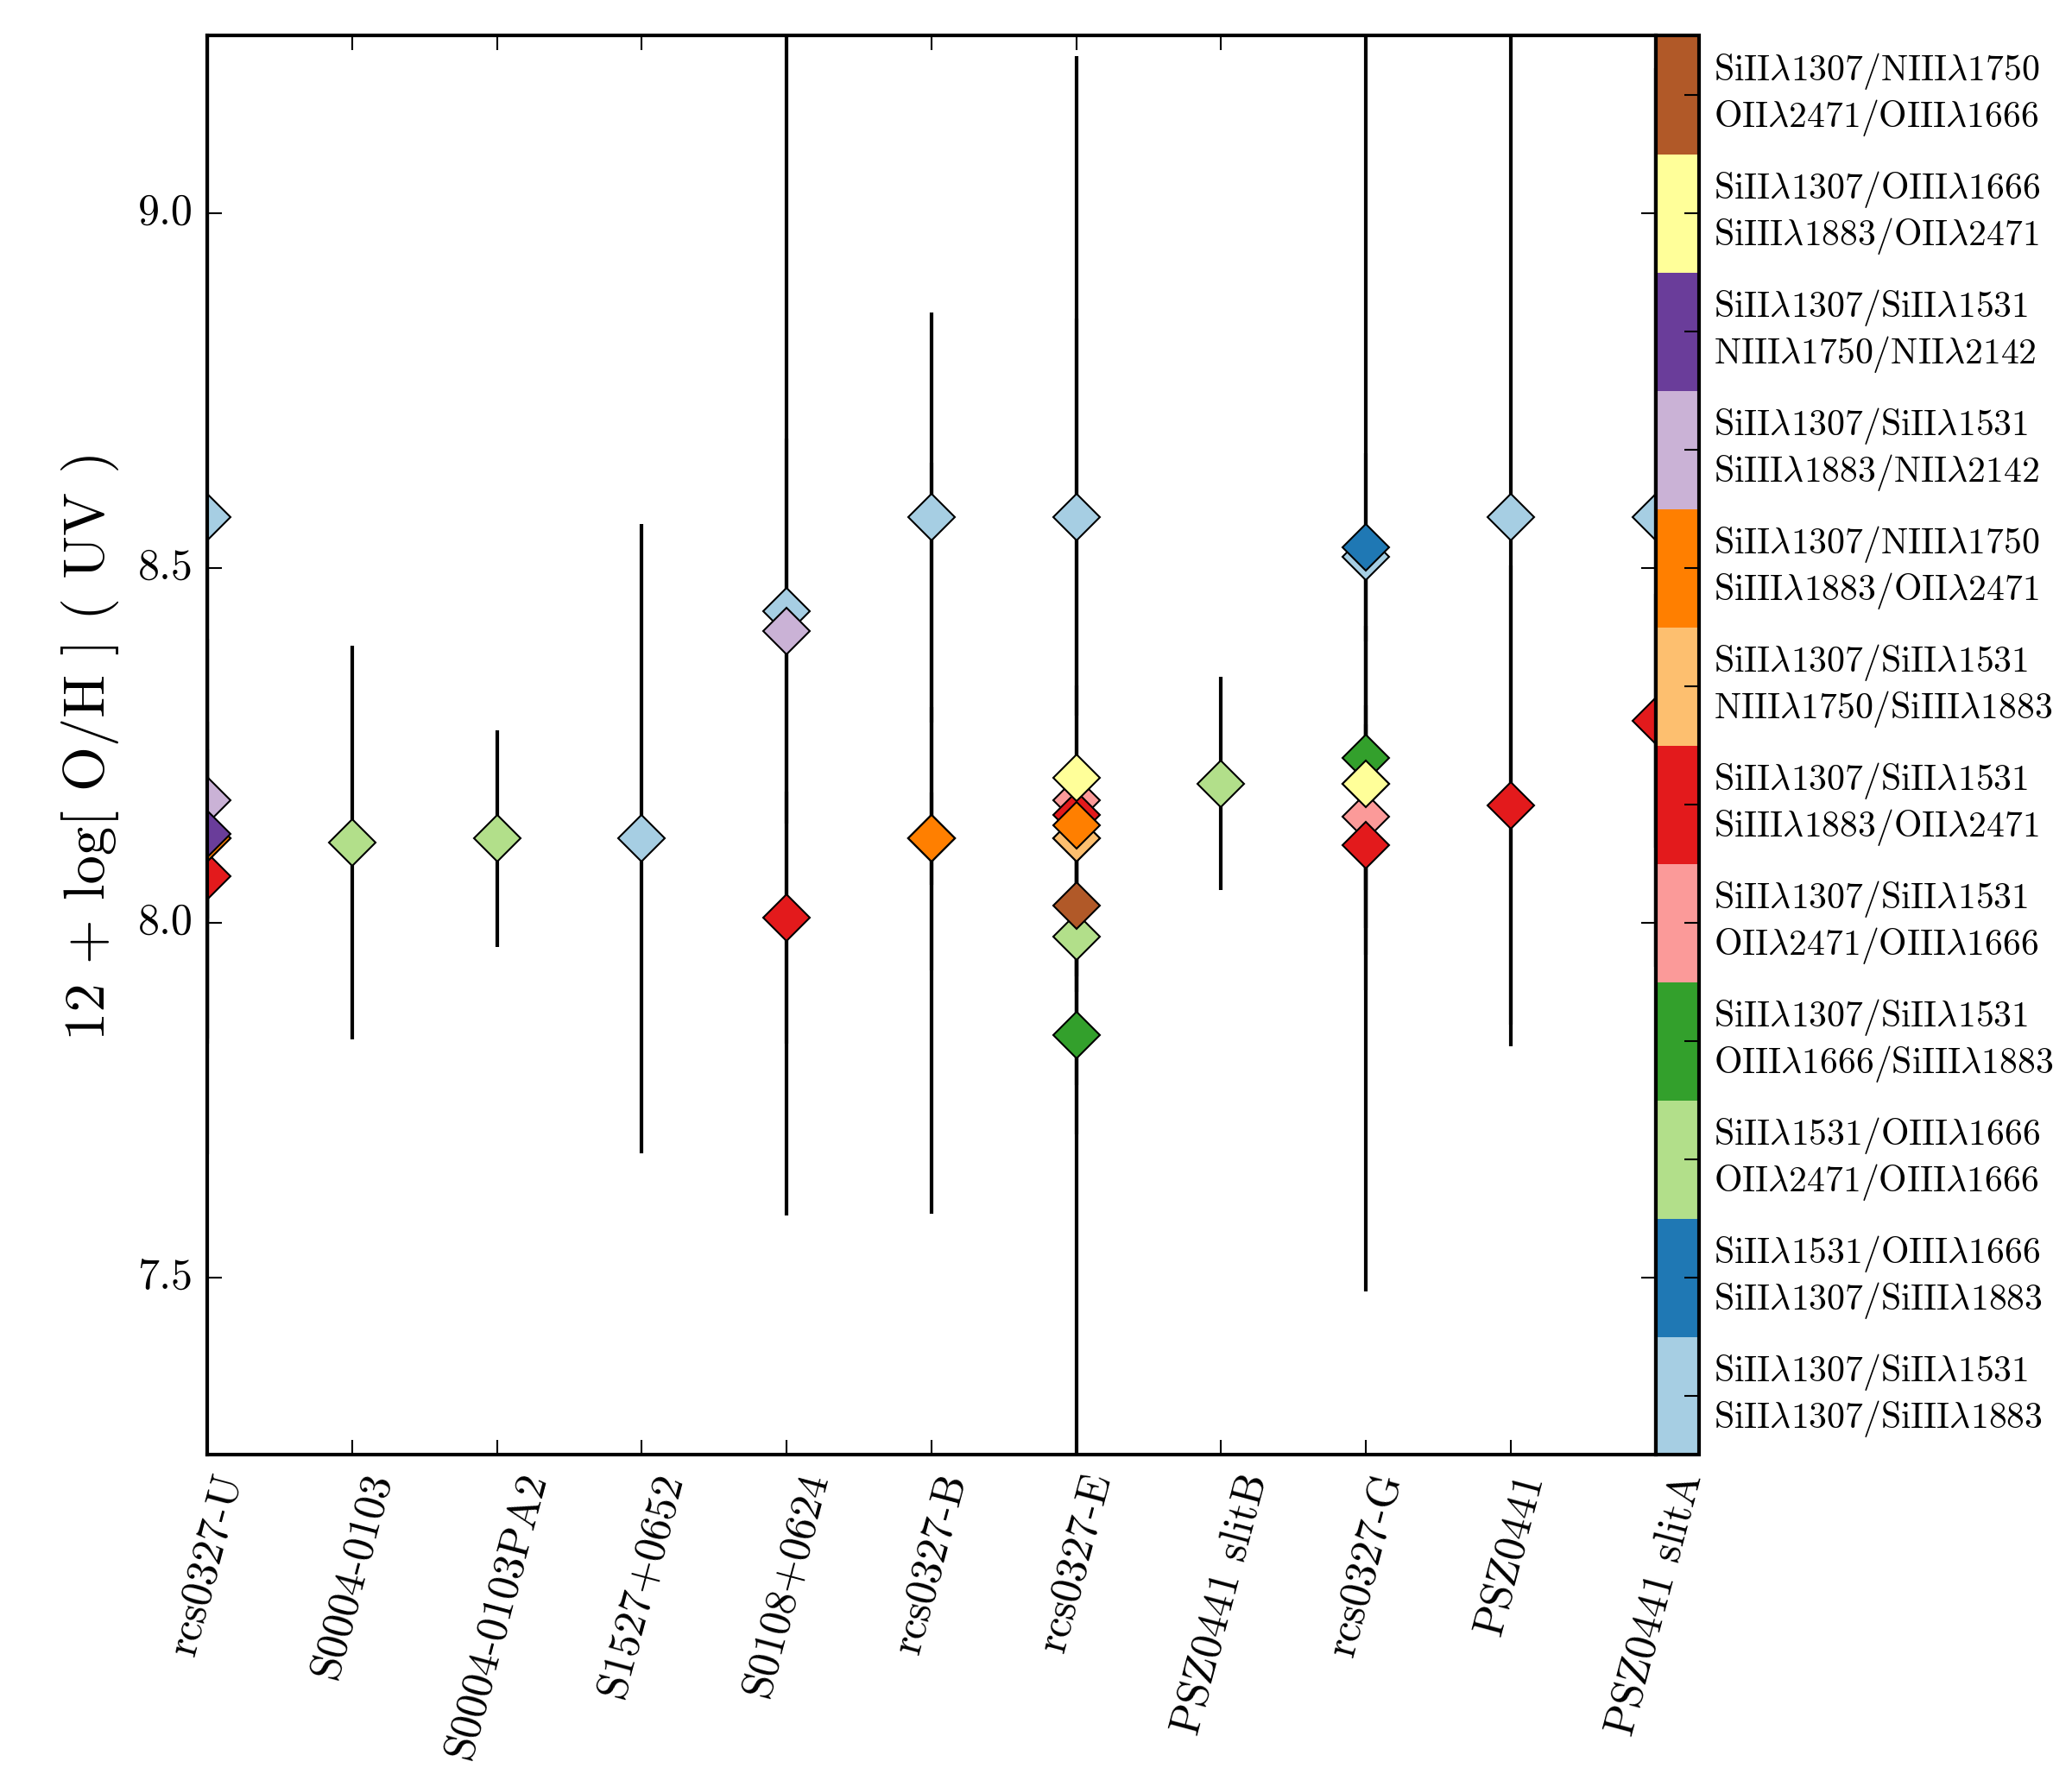 12 + log[ O/H ] ( UV )
9.0
8.5
8.0
7.5
rcs0327-U
S0004-0103
S0004-0103PA2
S1527+0652
S0108+0624
rcs0327-B
rcs0327-E
PSZ0441 slitB
rcs0327-G
PSZ0441
PSZ0441 slitA
SiIIλ1307/NIIIλ1750
OIIλ2471/OIIIλ1666
SiIIλ1307/OIIIλ1666
SiIIIλ1883/OIIλ2471
SiIIλ1307/SiIIλ1531
NIIIλ1750/NIIλ2142
SiIIλ1307/SiIIλ1531
SiIIIλ1883/NIIλ2142
SiIIλ1307/NIIIλ1750
SiIIIλ1883/OIIλ2471
SiIIλ1307/SiIIλ1531
NIIIλ1750/SiIIIλ1883
SiIIλ1307/SiIIλ1531
SiIIIλ1883/OIIλ2471
SiIIλ1307/SiIIλ1531
OIIλ2471/OIIIλ1666
SiIIλ1307/SiIIλ1531
OIIIλ1666/SiIIIλ1883
SiIIλ1531/OIIIλ1666
OIIλ2471/OIIIλ1666
SiIIλ1531/OIIIλ1666
SiIIλ1307/SiIIIλ1883
SiIIλ1307/SiIIλ1531
SiIIλ1307/SiIIIλ1883